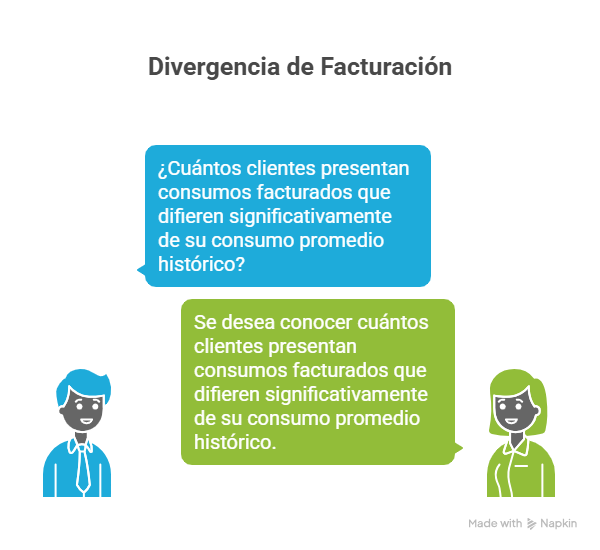 Divergencia de Facturación
¿Cuántos clientes presentan
consumos facturados que
difieren significativamente
de su consumo promedio
histórico?
Se desea conocer cuántos
clientes presentan
consumos facturados que
difieren significativamente
de su consumo promedio
histórico.
Made with Napkin